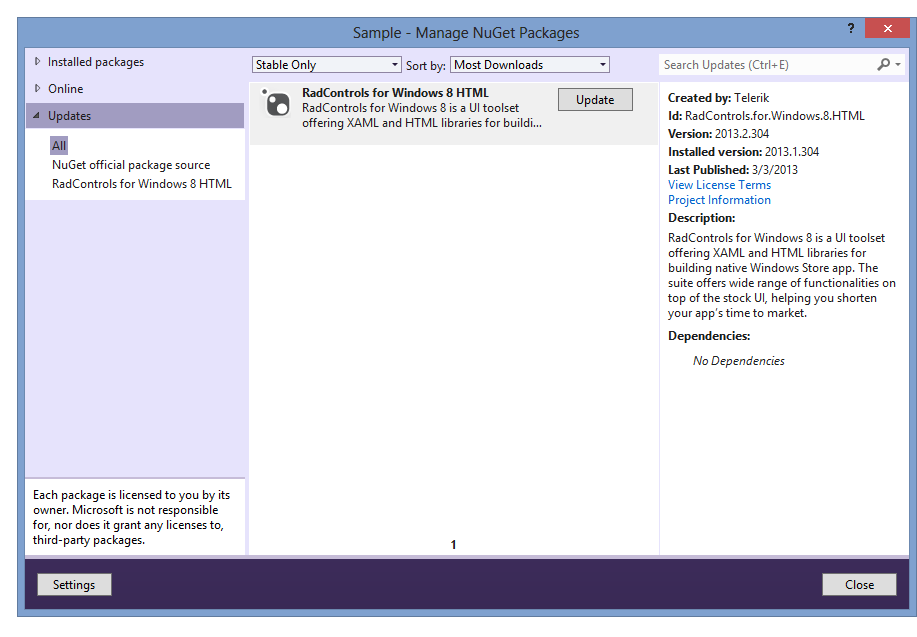 Sample - Manage NuGet Packages
?
Installed packages
Online
Updates
All
NuGet official package source
RadControls for Windows 8 HTML
Each package is licensed to you by its
owner. Microsoft is not responsible
for, nor does it grant any licenses to,
third-party packages.
Stable Only
Sort by: Most Downloads
RadControls for Windows 8 HTML
RadControls for Windows 8 is a UI toolset
offering XAML and HTML libraries for buildi...
Update
1
Search Updates (Ctrl+E)
Created by: Telerik
Id: RadControls.for.Windows.8.HTML
Version: 2013.2.304
Installed version: 2013.1.304
Last Published: 3/3/2013
View License Terms
Project Information
Description:
RadControls for Windows 8 is a UI toolset
offering XAML and HTML libraries for
building native Windows Store app. The
suite offers wide range of functionalities on
top of the stock UI, helping you shorten
your app's time to market.
Dependencies:
No Dependencies
Settings
Close